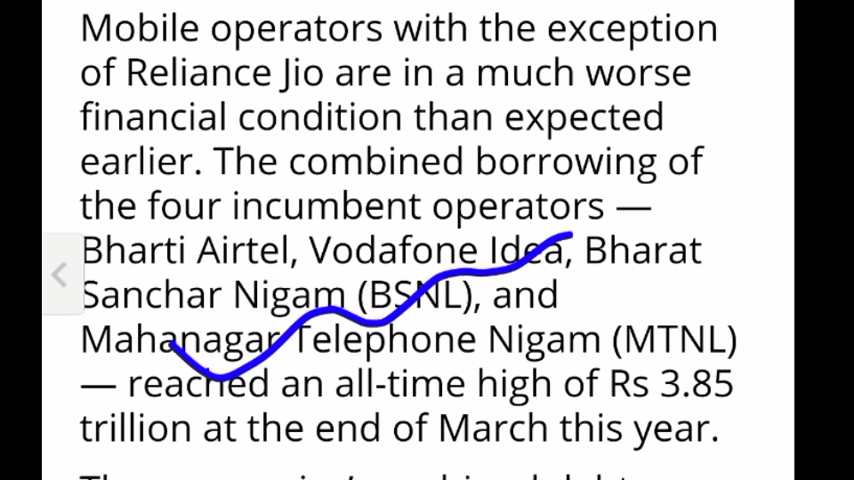 Mobile operators with the exception
of Reliance Jio are in a much worse
financial condition than expected
earlier. The combined borrowing of
the four incumbent operators —
Bharti Airtel, Vodafone Idea, Bharat
Sanchar Nigam (BSNL), and
Mahanagar Telephone Nigam (MTNL)
— reached an all-time high of Rs 3.85
trillion at the end of March this year.